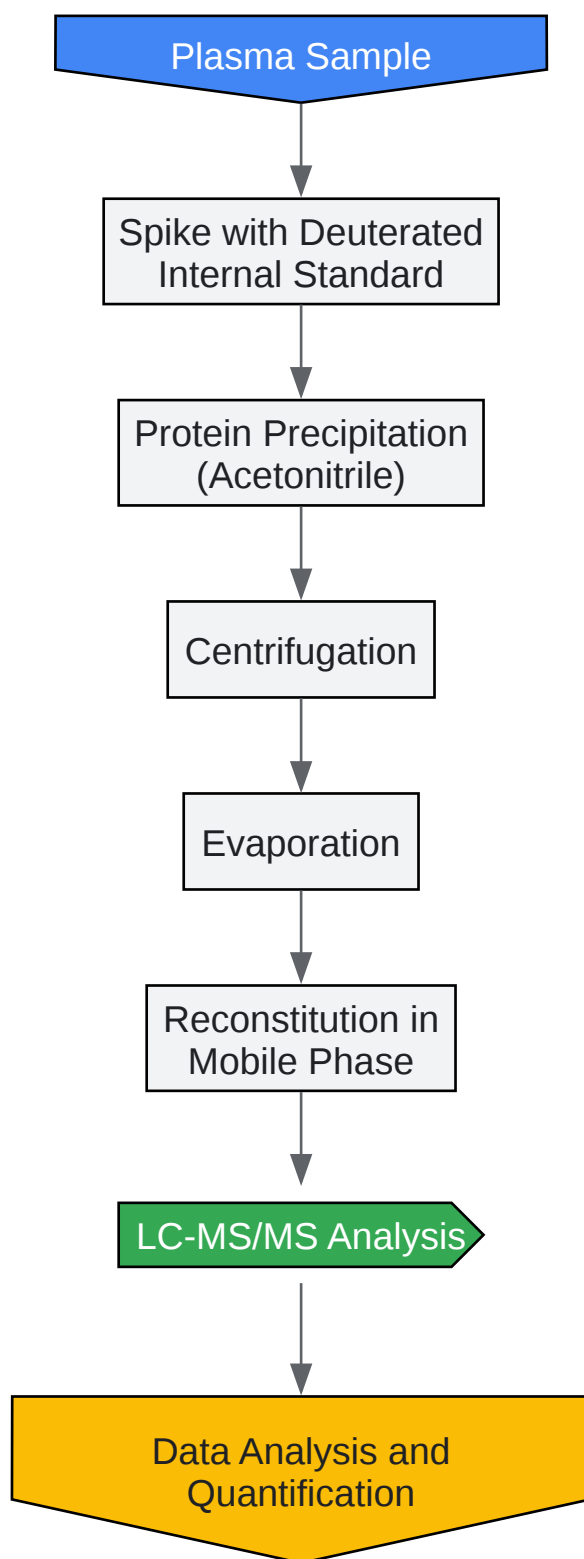 Plasma Sample
Spike with Deuterated
Internal Standard
Protein Precipitation
(Acetonitrile)
Centrifugation
Evaporation
Reconstitution in
Mobile Phase
LC-MS/MS Analysis
Data Analysis and
Quantification